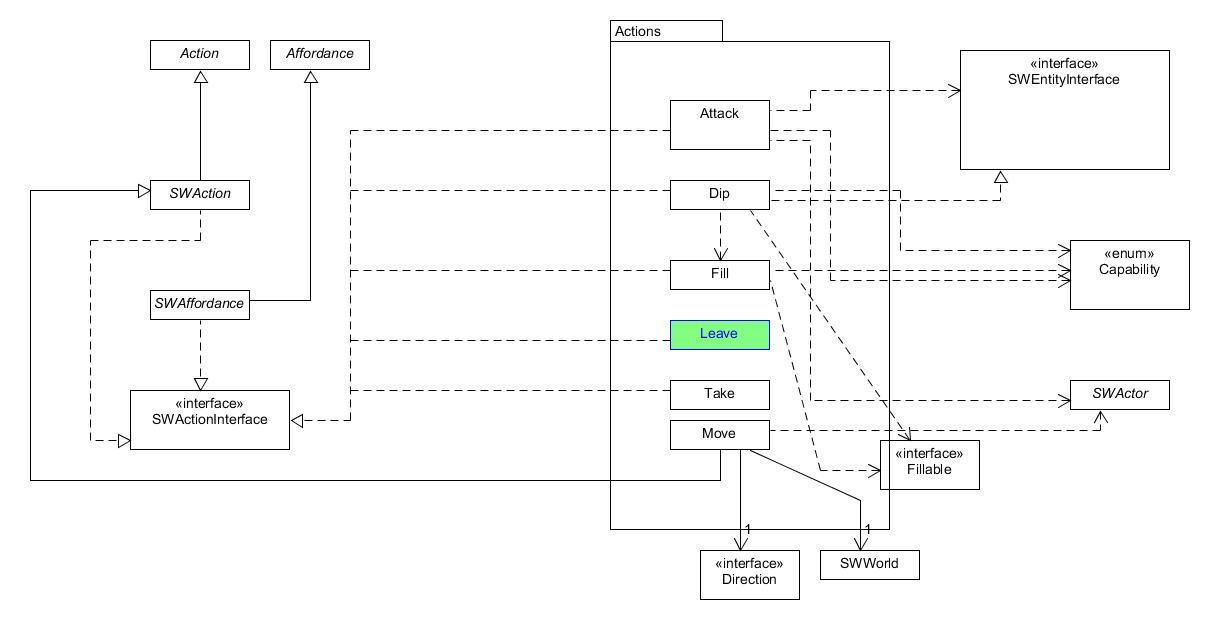 Actions
Action
Affordance
«interface»
SWEntityInterface
Attack
SWAction
Dip
«enum»
Capability
Fill
SWAffordance
Leave
«interface»
SWActionInterface
Take
SWActor
Move
«interface»
Fillable
1
1
«interface»
Direction
SWWorld